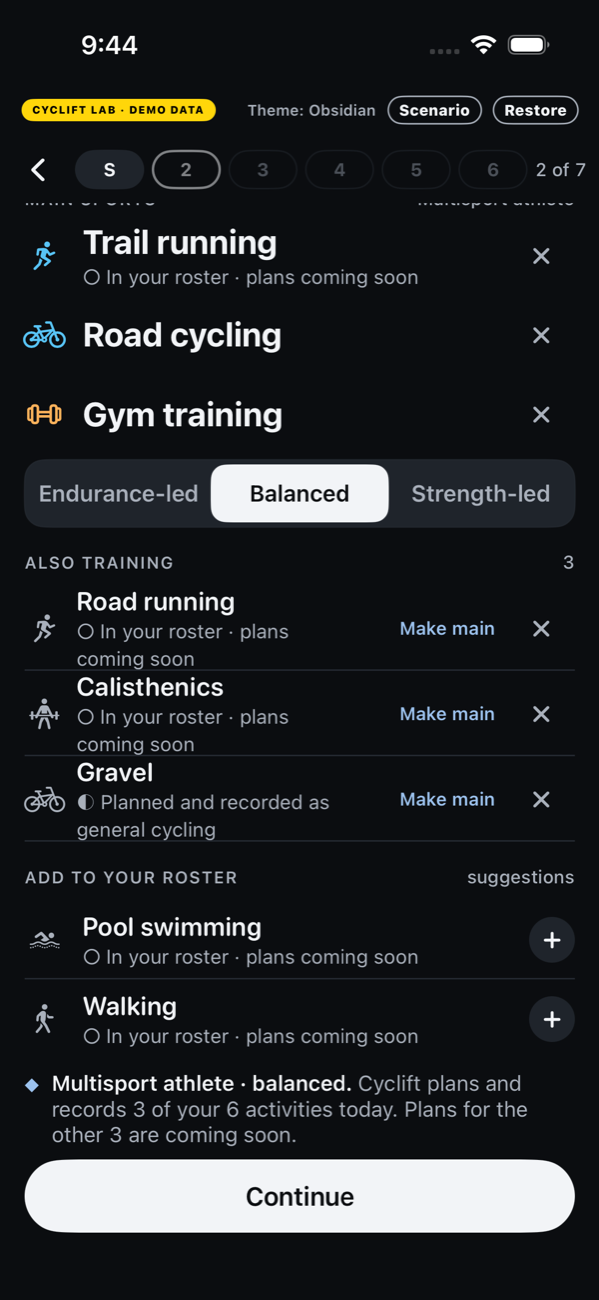 9:44
CYCLIFT LAB · DEMO DATA
Theme: Obsidian
Scenario
Restore
S
2
3
4
5
6
2 of 7
MAIN SPORTS
Multisport athlete
Trail running
In your roster · plans coming soon
Road cycling
Gym training
Endurance-led
Balanced
Strength-led
ALSO TRAINING
3
Road running
In your roster · plans
coming soon
Make main
Calisthenics
In your roster · plans
coming soon
Make main
Gravel
Planned and recorded as
general cycling
Make main
ADD TO YOUR ROSTER
suggestions
Pool swimming
In your roster · plans coming soon
Walking
In your roster · plans coming soon
Multisport athlete · balanced. Cyclift plans and
records 3 of your 6 activities today. Plans for the
other 3 are coming soon.
Continue